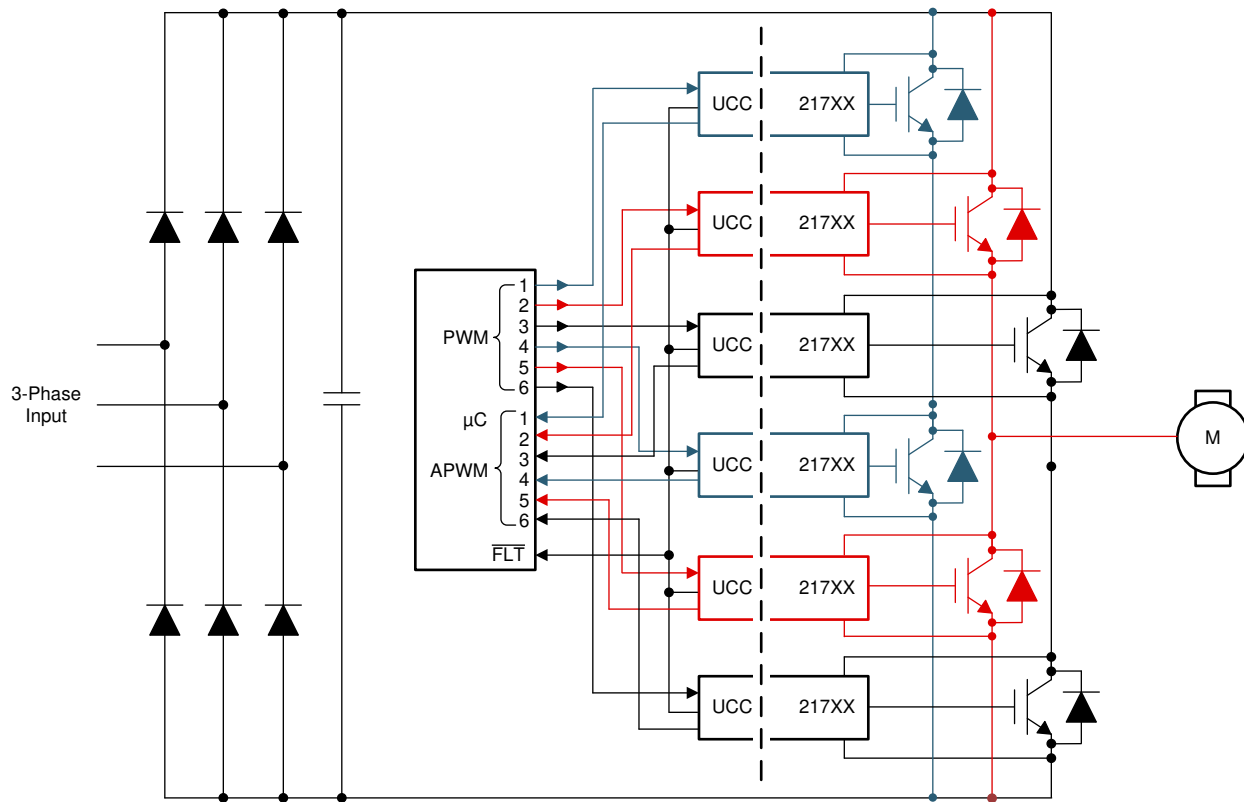 UCC 217XX
UCC 217XX
1
2
PWM 3
4
5
6
UCC 217XX
3-Phase
Input
µC 1
2
APWM 3
4
5
6
FLT
UCC 217XX
M
UCC 217XX
UCC 217XX